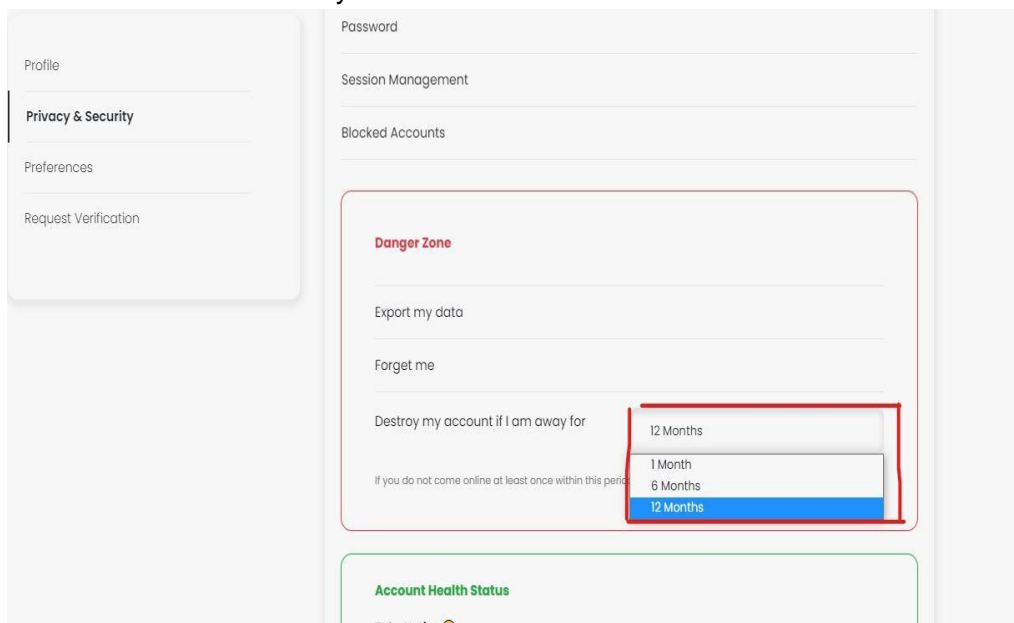 Profile
Privacy & Security
Preferences
Request Verification
Password
Session Management
Blocked Accounts
Danger Zone
Export my data
Forget me
Destroy my account if I am away for
12 Months
1 Month
6 Months
12 Months
If you do not come online at least once within this
Account Health Status